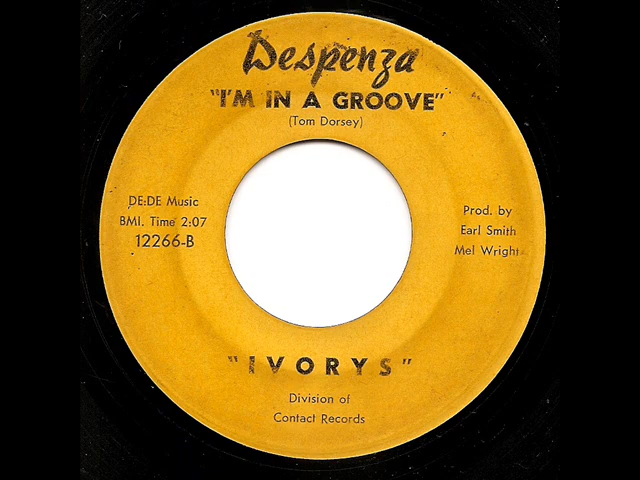 Despenza
"I'M IN A GROOVE"
(Tom Dorsey)
DE:DE Music
BMI. Time 2:07
12266-B
Prod. by
Earl Smith
Mel Wright
"IVORYS"
Division of
Contact Records